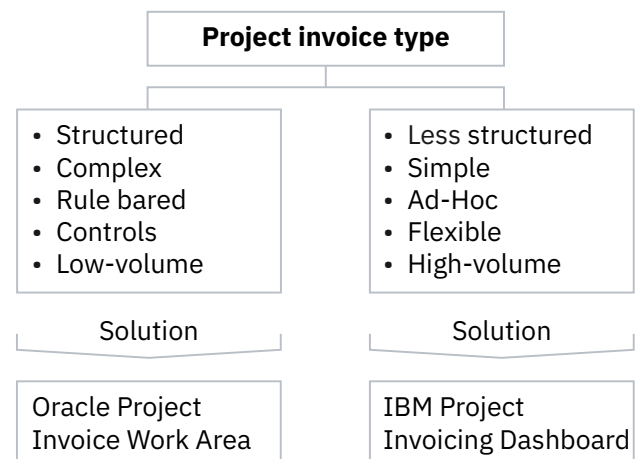 Project invoice type
• Structured
• Complex
• Rule bared
• Controls
• Low-volume
• Less structured
• Simple
• Ad-Hoc
• Flexible
• High-volume
Solution
Solution
Oracle Project
Invoice Work Area
IBM Project
Invoicing Dashboard